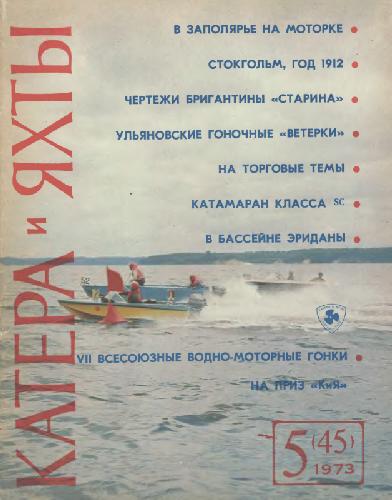 КАТЕРА и ЯХТЫ
В ЗАПОЛЯРЬЕ НА МОТОРКЕ
СТОКГОЛЬМ, ГОД 1912
ЧЕРТЕЖИ БРИГАНТИНЫ «СТАРИНА»
УЛЬЯНОВСКИЕ ГОНОЧНЫЕ «ВЕТЕРКИ»
НА ТОРГОВЫЕ ТЕМЫ
КАТАМАРАН КЛАССА SC
В БАССЕЙНЕ ЭРИДАНЫ
VII ВСЕСОЮЗНЫЕ ВОДНО-МОТОРНЫЕ ГОНКИ
НА ПРИЗ «КиЯ»
5 (45)
1973